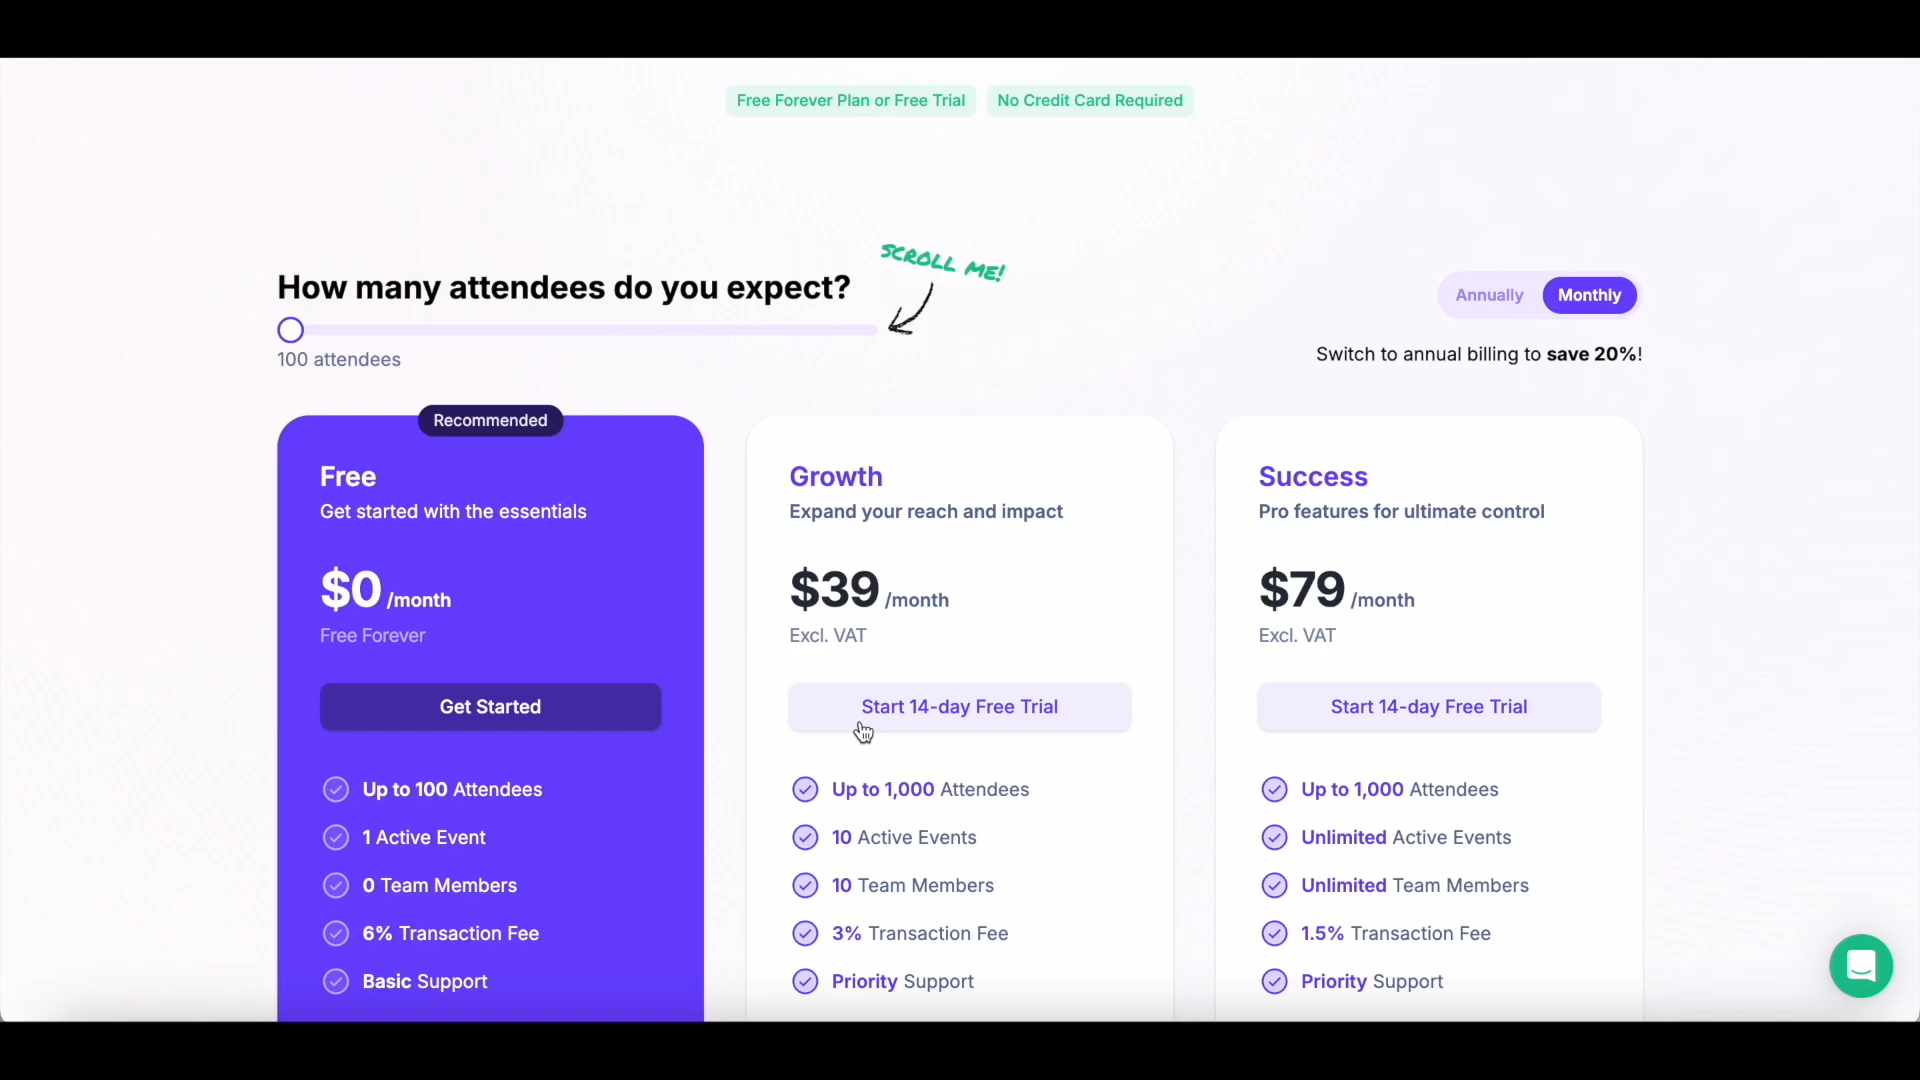 Free Forever Plan or Free Trial
No Credit Card Required
SCROLL ME!
How many attendees do you expect?
100 attendees
Annually
Monthly
Switch to annual billing to save 20%!
Recommended
Free
Get started with the essentials
$0 /month
Free Forever
Get Started
Up to 100 Attendees
1 Active Event
0 Team Members
6% Transaction Fee
Basic Support
Growth
Expand your reach and impact
$39 /month
Excl. VAT
Start 14-day Free Trial
Up to 1,000 Attendees
10 Active Events
10 Team Members
3% Transaction Fee
Priority Support
Success
Pro features for ultimate control
$79 /month
Excl. VAT
Start 14-day Free Trial
Up to 1,000 Attendees
Unlimited Active Events
Unlimited Team Members
1.5% Transaction Fee
Priority Support